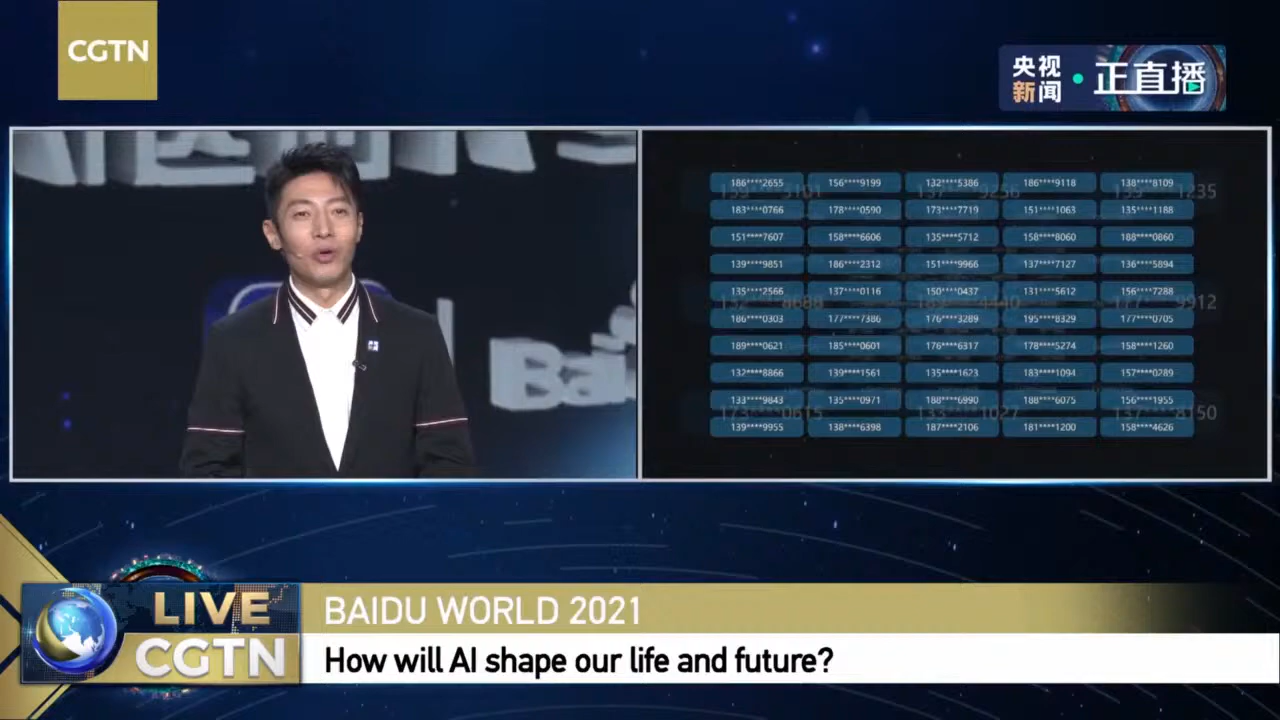 CGTN
央视新闻·正直播
Bai
186****2655 156****9199 132****5386 186****9118 138****8109
183****0766 178****0590 173****7719 151****1063 135****1188
151****7607 158****6606 135****5712 158****8060 188****0860
139****9851 186****2312 151****9966 137****7127 136****5894
135****2566 137****0116 150****0437 131****5612 156****7288
186****0303 177****7386 176****3289 195****8329 177****0705
189****0621 185****0601 176****6317 178****5274 158****1260
132****8866 139****1561 135****1623 183****1094 157****0289
133****9843 135****0971 188****6990 188****6075 156****1955
139****9955 138****6398 187****2106 181****1200 158****4626
LIVE
CGTN
BAIDU WORLD 2021
How will AI shape our life and future?